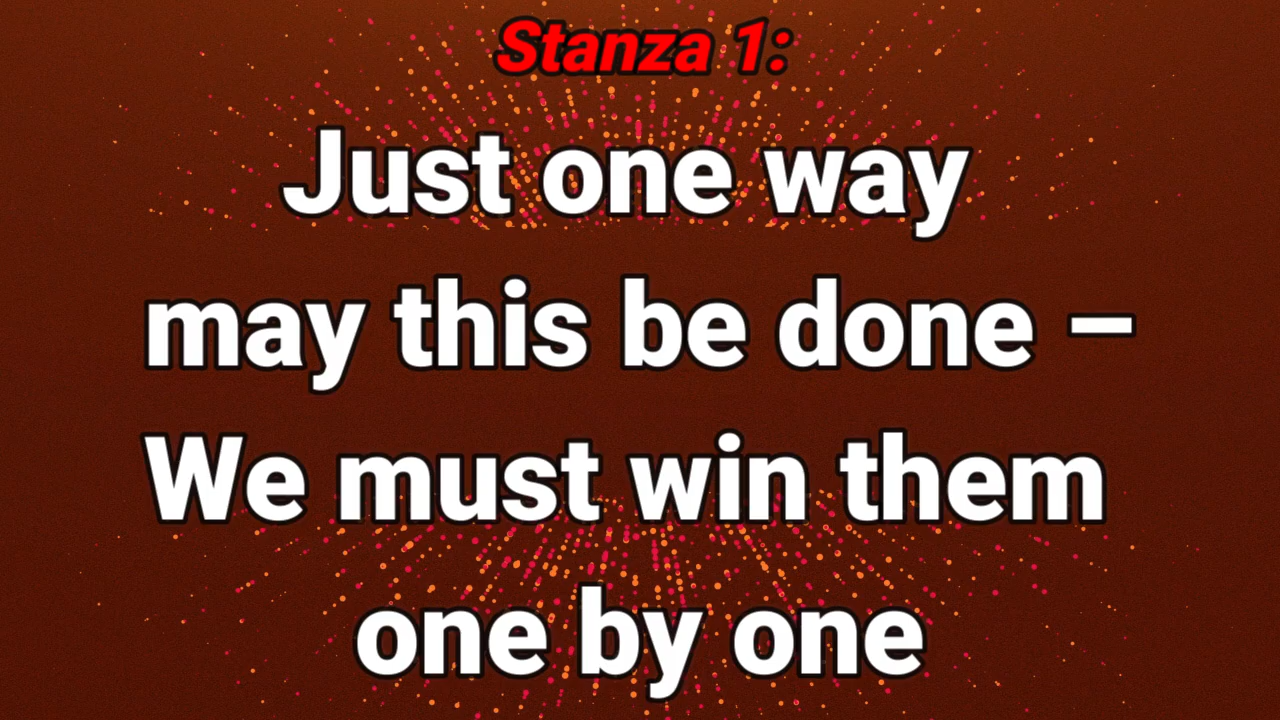 Stanza 1:
Just one way
may this be done –
We must win them
one by one